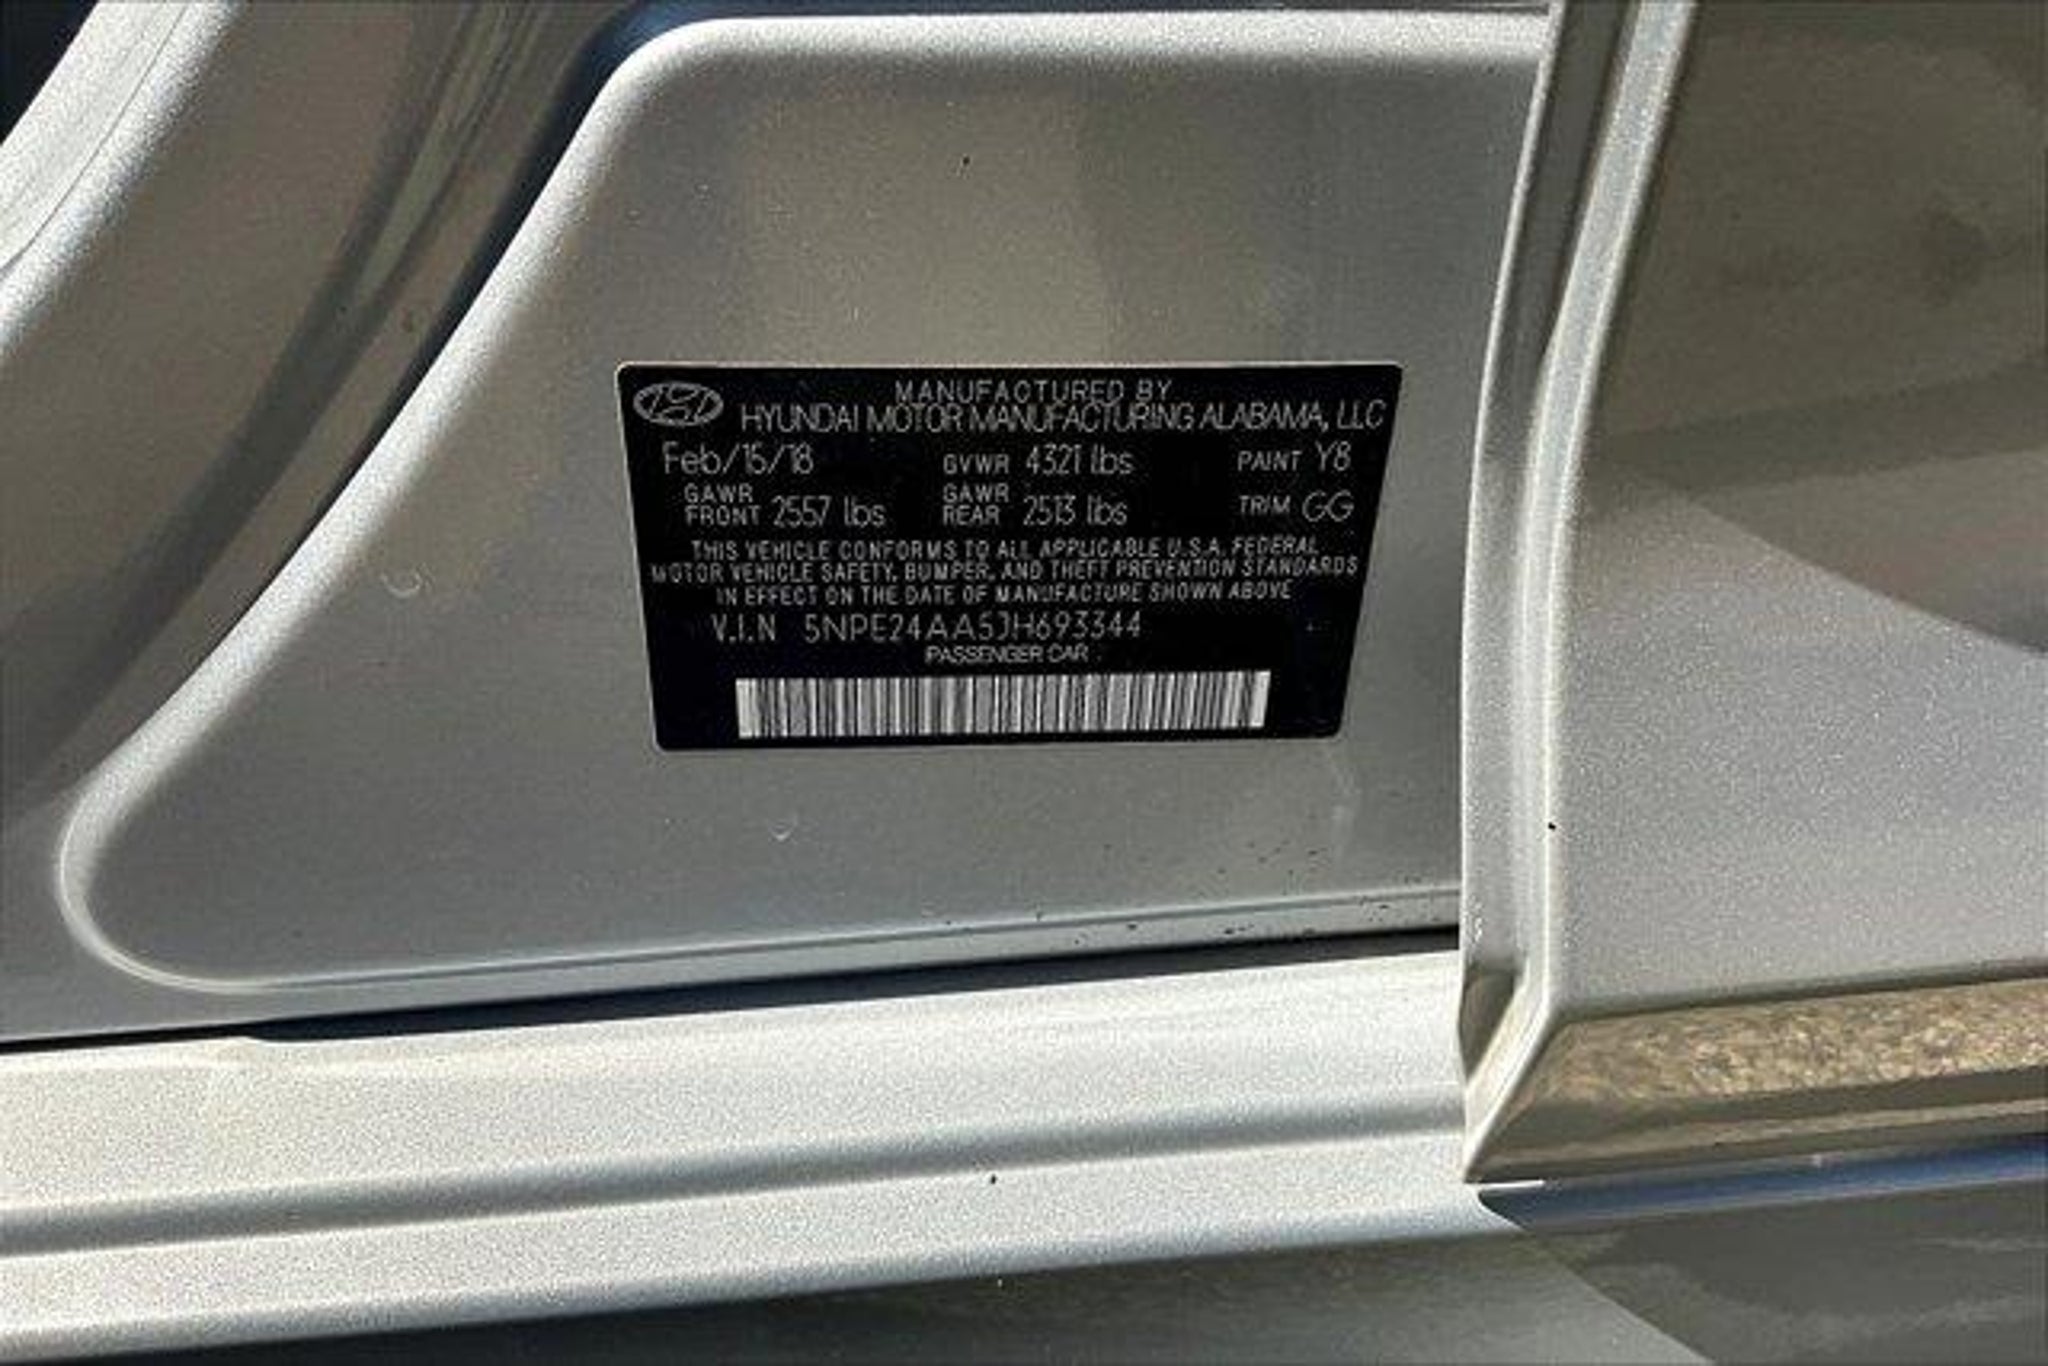 MANUFACTURED BY
HYUNDAI MOTOR MANUFACTURING ALABAMA, LLC
Feb/15/18 GVWR 4321 lbs PAINT Y8
GAWR FRONT 2557 lbs GAWR REAR 2513 lbs TRIM GG
THIS VEHICLE CONFORMS TO ALL APPLICABLE U.S.A. FEDERAL
MOTOR VEHICLE SAFETY, BUMPER, AND THEFT PREVENTION STANDARDS
IN EFFECT ON THE DATE OF MANUFACTURE SHOWN ABOVE
V.I.N 5NPE24AA5JH693344
PASSENGER CAR